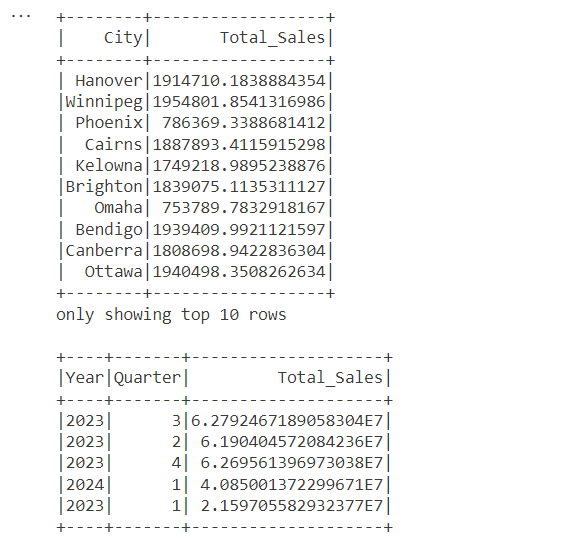 ...
+--------+------------------+
|    City|       Total_Sales|
+--------+------------------+
| Hanover|1914710.1838884354|
|Winnipeg|1954801.8541316986|
| Phoenix| 786369.3388681412|
|  Cairns|1887893.4115915298|
| Kelowna|1749218.9895238876|
|Brighton|1839075.1135311127|
|   Omaha| 753789.7832918167|
| Bendigo|1939409.9921121597|
|Canberra|1808698.9422836304|
|  Ottawa|1940498.3508262634|
+--------+------------------+
only showing top 10 rows

+----+-------+--------------------+
|Year|Quarter|         Total_Sales|
+----+-------+--------------------+
|2023|      3|6.2792467189058304E7|
|2023|      2| 6.190404572084236E7|
|2023|      4| 6.269561396973038E7|
|2024|      1| 4.085001372299671E7|
|2023|      1| 2.159705582932377E7|
+----+-------+--------------------+